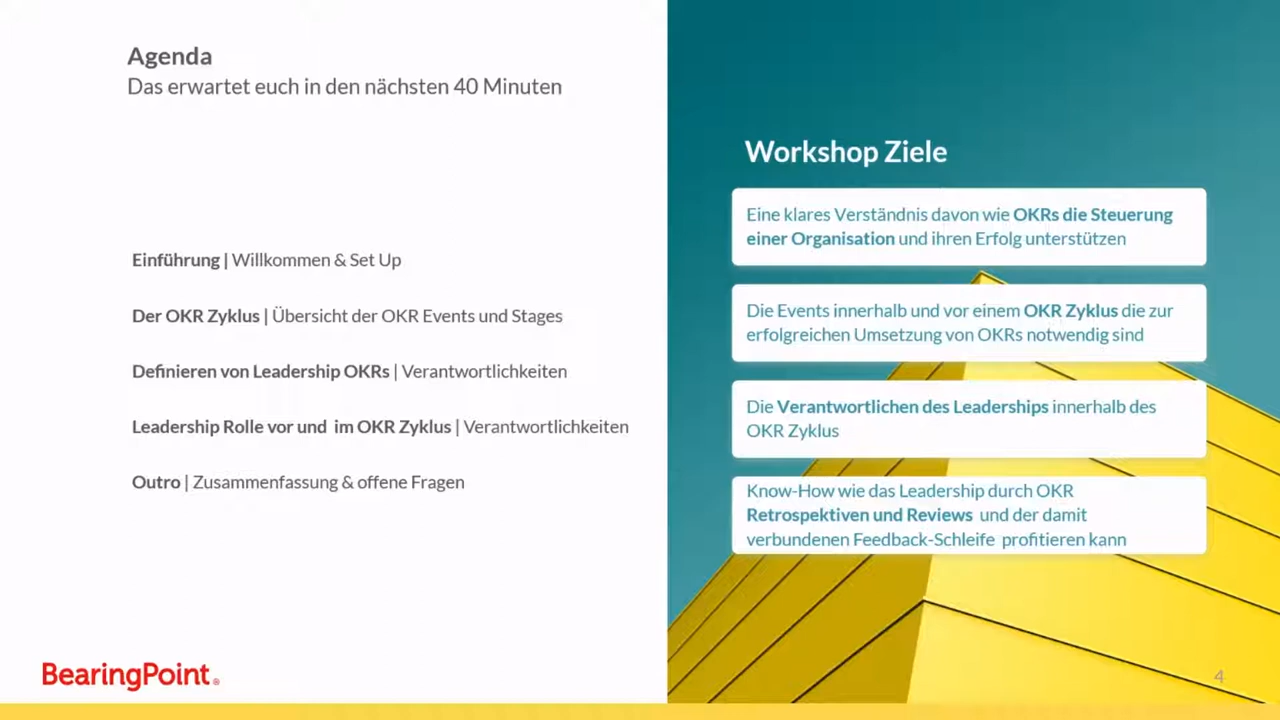 Agenda
Das erwartet euch in den nächsten 40 Minuten
Einführung | Willkommen & Set Up
Der OKR Zyklus | Übersicht der OKR Events und Stages
Definieren von Leadership OKRs | Verantwortlichkeiten
Leadership Rolle vor und im OKR Zyklus | Verantwortlichkeiten
Outro | Zusammenfassung & offene Fragen
BearingPoint®
Workshop Ziele
Eine klares Verständnis davon wie OKRs die Steuerung
einer Organisation und ihren Erfolg unterstützen
Die Events innerhalb und vor einem OKR Zyklus die zur
erfolgreichen Umsetzung von OKRs notwendig sind
Die Verantwortlichen des Leaderships innerhalb des
OKR Zyklus
Know-How wie das Leadership durch OKR
Retrospektiven und Reviews und der damit
verbundenen Feedback-Schleife profitieren kann
4